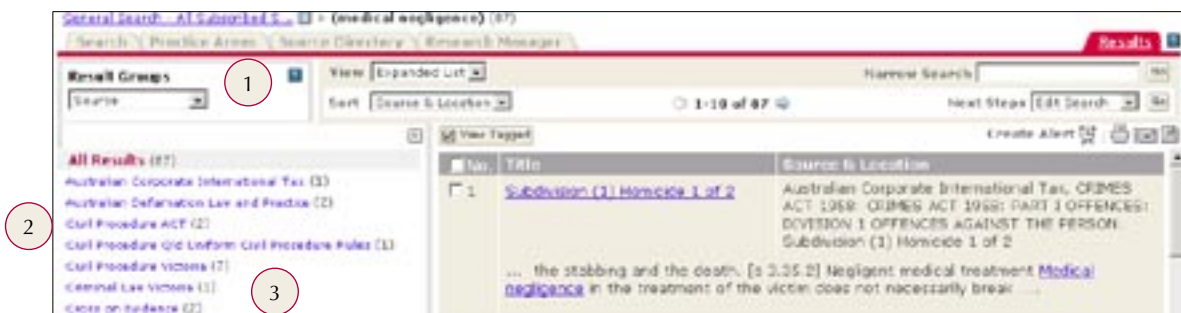 General Search - All Subscribed S... > (medical negligence) (87)
Search Practice Areas Source Directory Research Manager Results
Result Groups 1 View Expanded List Narrow Search Go
Source Sort Source & Location 1-10 of 87 Next Steps Edit Search Go
View Tagged Create Alert
All Results (87) No. Title Source & Location
Australian Corporate International Tax (1) 1 Subdivision (1) Homicide 1 of 2 Australian Corporate International Tax, CRIMES
Australian Defamation Law and Practice (2) ACT 1958: CRIMES ACT 1958: PART I OFFENCES:
2 Civil Procedure ACT (2) DIVISION 1 OFFENCES AGAINST THE PERSON:
Civil Procedure Qld Uniform Civil Procedure Rules (1) Subdivision (1) Homicide 1 of 2
Civil Procedure Victoria (7) ... the stabbing and the death. [s 3.35.2] Negligent medical treatment Medical
Criminal Law Victoria (1) 3 negligence in the treatment of the victim does not necessarily break ...
Cross on Evidence (2)